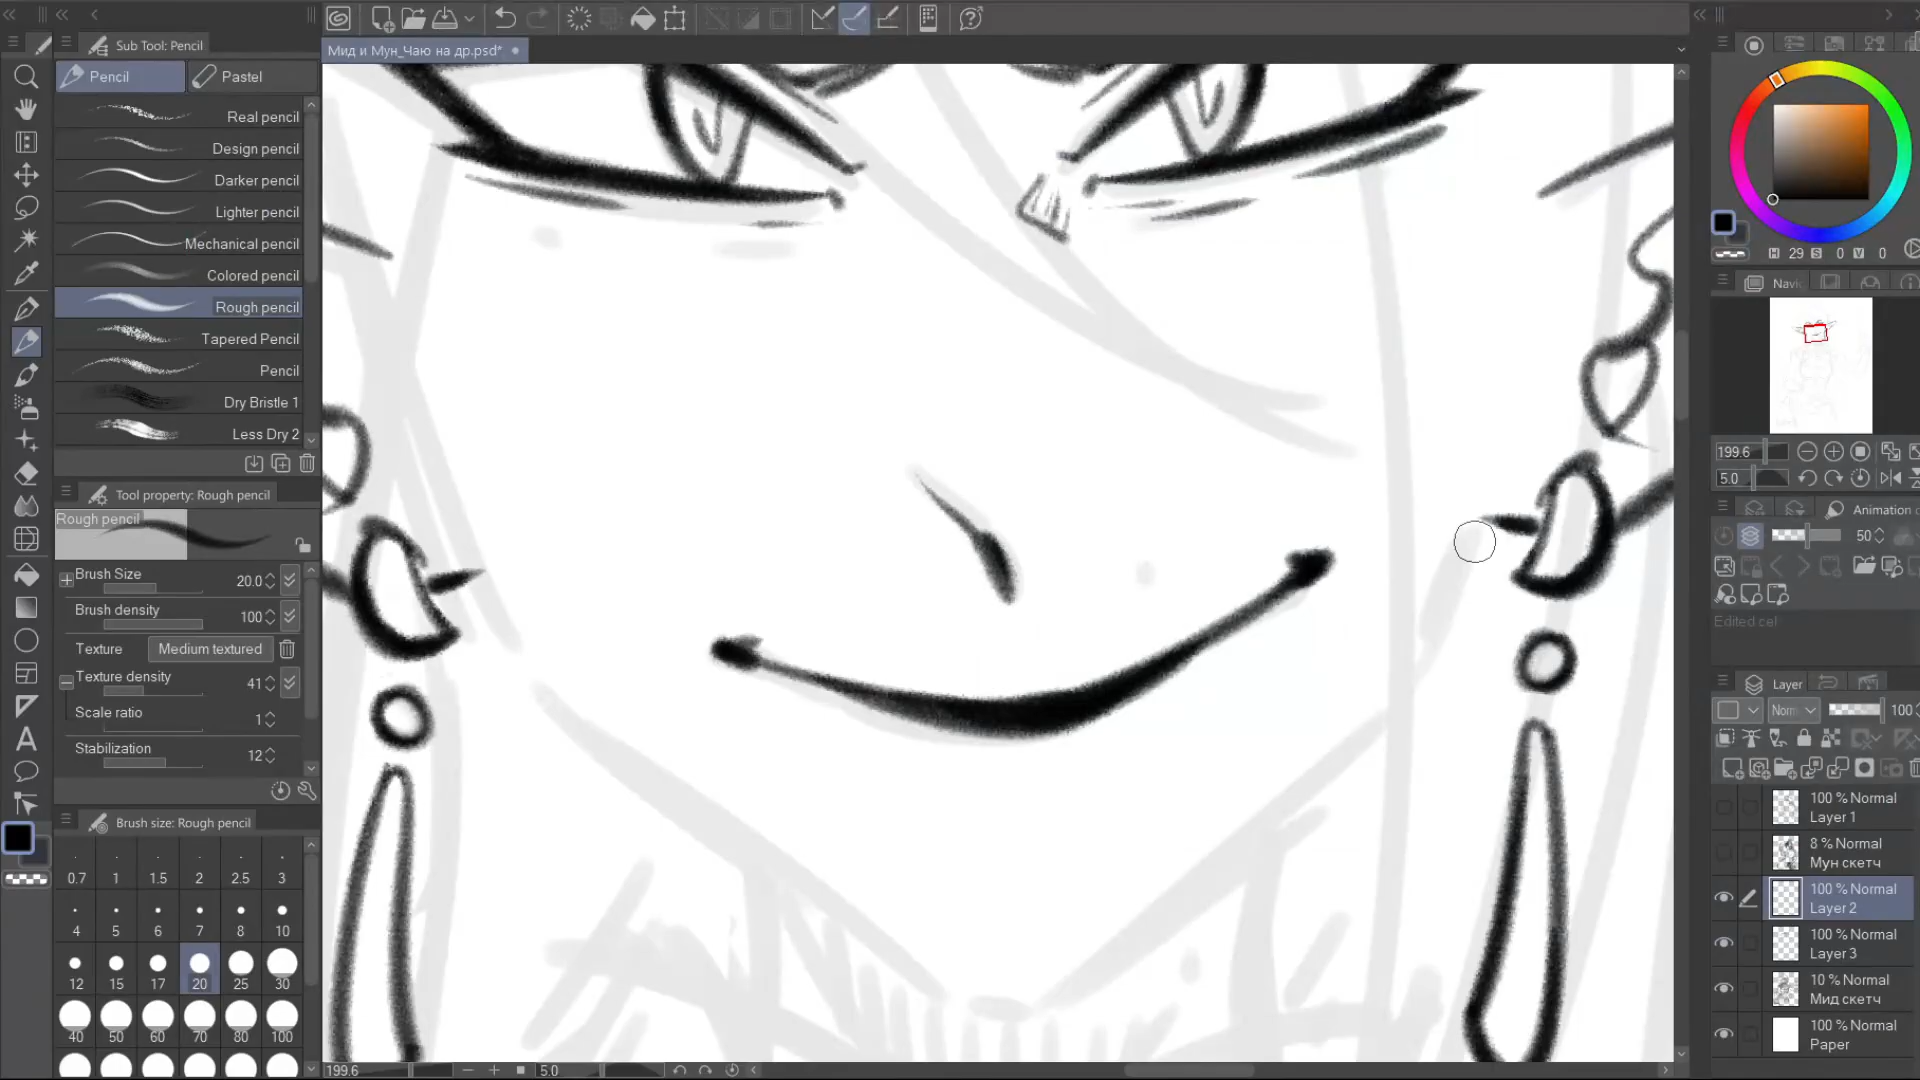 Sub Tool: Pencil
Pencil
Pastel
Real pencil
Design pencil
Darker pencil
Lighter pencil
Mechanical pencil
Colored pencil
Rough pencil
Tapered Pencil
Pencil
Dry Bristle 1
Less Dry 2
Tool property: Rough pencil
Rough pencil
Brush Size 20.0
Brush density 100
Texture Medium textured
Texture density 41
Scale ratio 1
Stabilization 12
Brush size: Rough pencil
0.7 1 1.5 2 2.5 3
4 5 6 7 8 10
12 15 17 20 25 30
40 50 60 70 80 100
Мид и Мун_Чаю на др.psd*
199.6 5.0
H 29 S 0 V 0
Navi
199.6
5.0
Animation
50
Edited cel
Layer
Norm 100
100 % Normal
Layer 1
8 % Normal
Мун скетч
100 % Normal
Layer 2
100 % Normal
Layer 3
10 % Normal
Мид скетч
100 % Normal
Paper